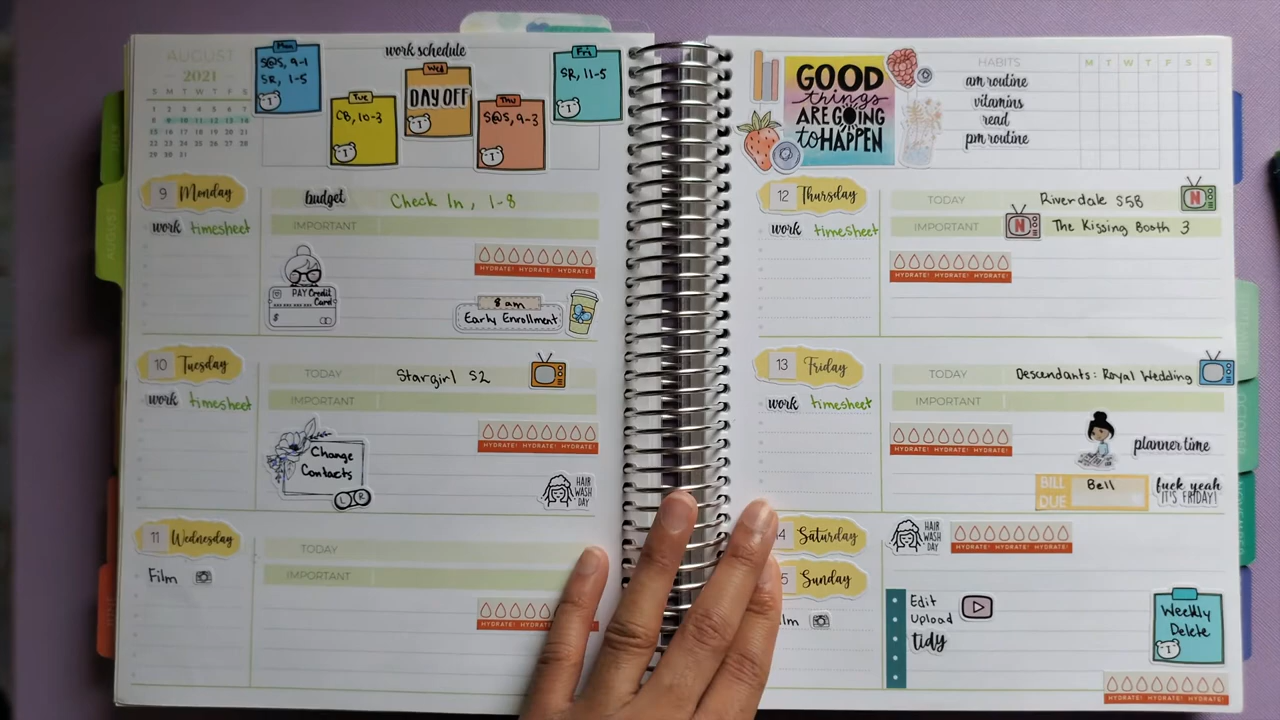 AUGUST
2021
S M T W T F S
1 2 3 4 5 6 7
8 9 10 11 12 13 14
15 16 17 18 19 20 21
22 23 24 25 26 27 28
29 30 31
work schedule
Mon
S@S, 9-1
SR, 1-5
Tue
CB, 10-3
Wed
DAY OFF
Thu
S@S, 9-3
Fri
SR, 11-5
9 Monday
work timesheet
budget Check In, 1-8
IMPORTANT
HYDRATE! HYDRATE! HYDRATE!
PAY Credit
Card
$
8 am
Early Enrollment
10 Tuesday
work timesheet
TODAY Stargirl S2
IMPORTANT
HYDRATE! HYDRATE! HYDRATE!
Change
Contacts
L R
HAIR
WASH
DAY
11 Wednesday
Film
TODAY
IMPORTANT
HYDRATE! HYDRATE!
GOOD
things
ARE GOING
to HAPPEN
HABITS M T W T F S S
am routine
vitamins
read
pm routine
12 Thursday
work timesheet
TODAY Riverdale S5B
N
IMPORTANT
N
The Kissing Booth 3
HYDRATE! HYDRATE! HYDRATE!
13 Friday
work timesheet
TODAY Descendants: Royal Wedding
IMPORTANT
HYDRATE! HYDRATE! HYDRATE!
planner time
BILL
DUE
Bell
fuck yeah
IT'S FRIDAY!
Saturday
HAIR
WASH
DAY
HYDRATE! HYDRATE! HYDRATE!
Sunday
Edit
Upload
tidy
Weekly
Delete
HYDRATE! HYDRATE! HYDRATE!
AUGUST
OCTOBER
NOVEMBER